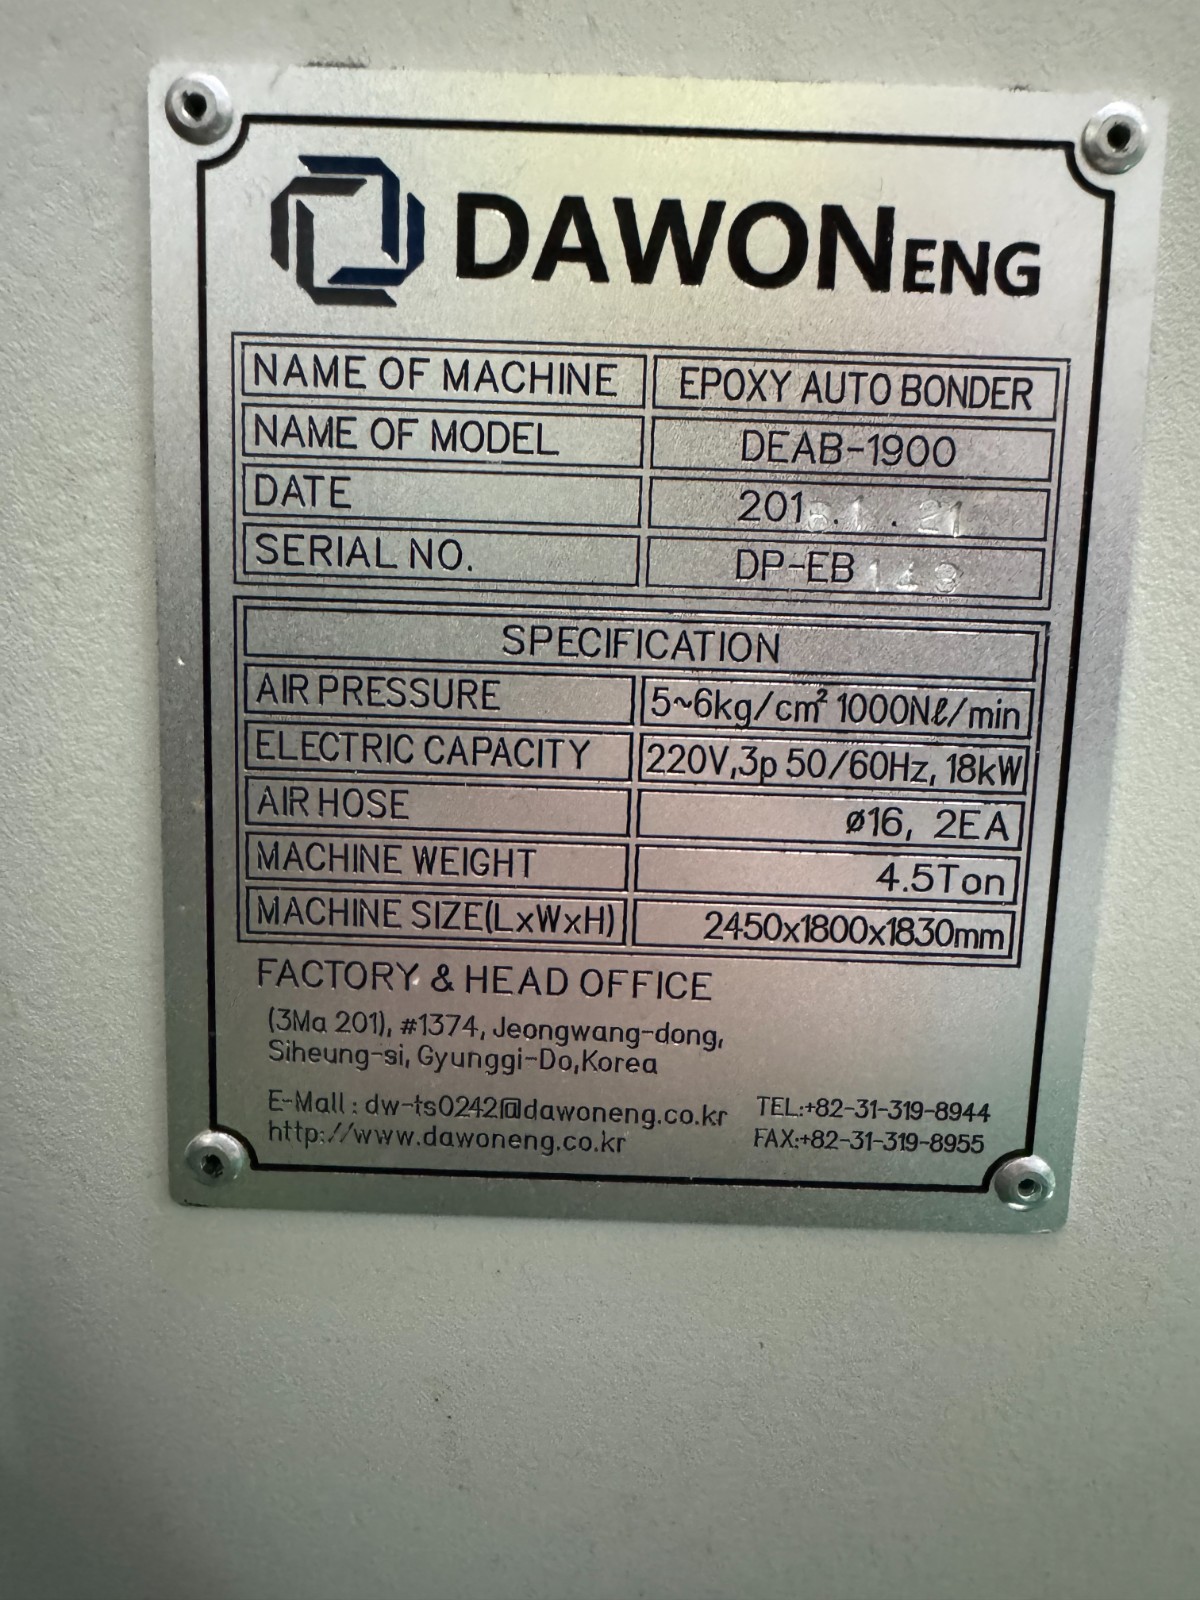 DAWONENG
NAME OF MACHINE EPOXY AUTO BONDER
NAME OF MODEL DEAB-1900
DATE 201
SERIAL NO. DP-EB
SPECIFICATION
AIR PRESSURE 5~6kg/cm² 1000Nℓ/min
ELECTRIC CAPACITY 220V,3p 50/60Hz, 18kW
AIR HOSE ø16, 2EA
MACHINE WEIGHT 4.5Ton
MACHINE SIZE(LxWxH) 2450x1800x1830mm
FACTORY & HEAD OFFICE
(3Ma 201), #1374, Jeongwang-dong,
Siheung-si, Gyunggi-Do,Korea
E-Mall : dw-ts0242@dawoneng.co.kr TEL:+82-31-319-8944
http://www.dawoneng.co.kr FAX:+82-31-319-8955